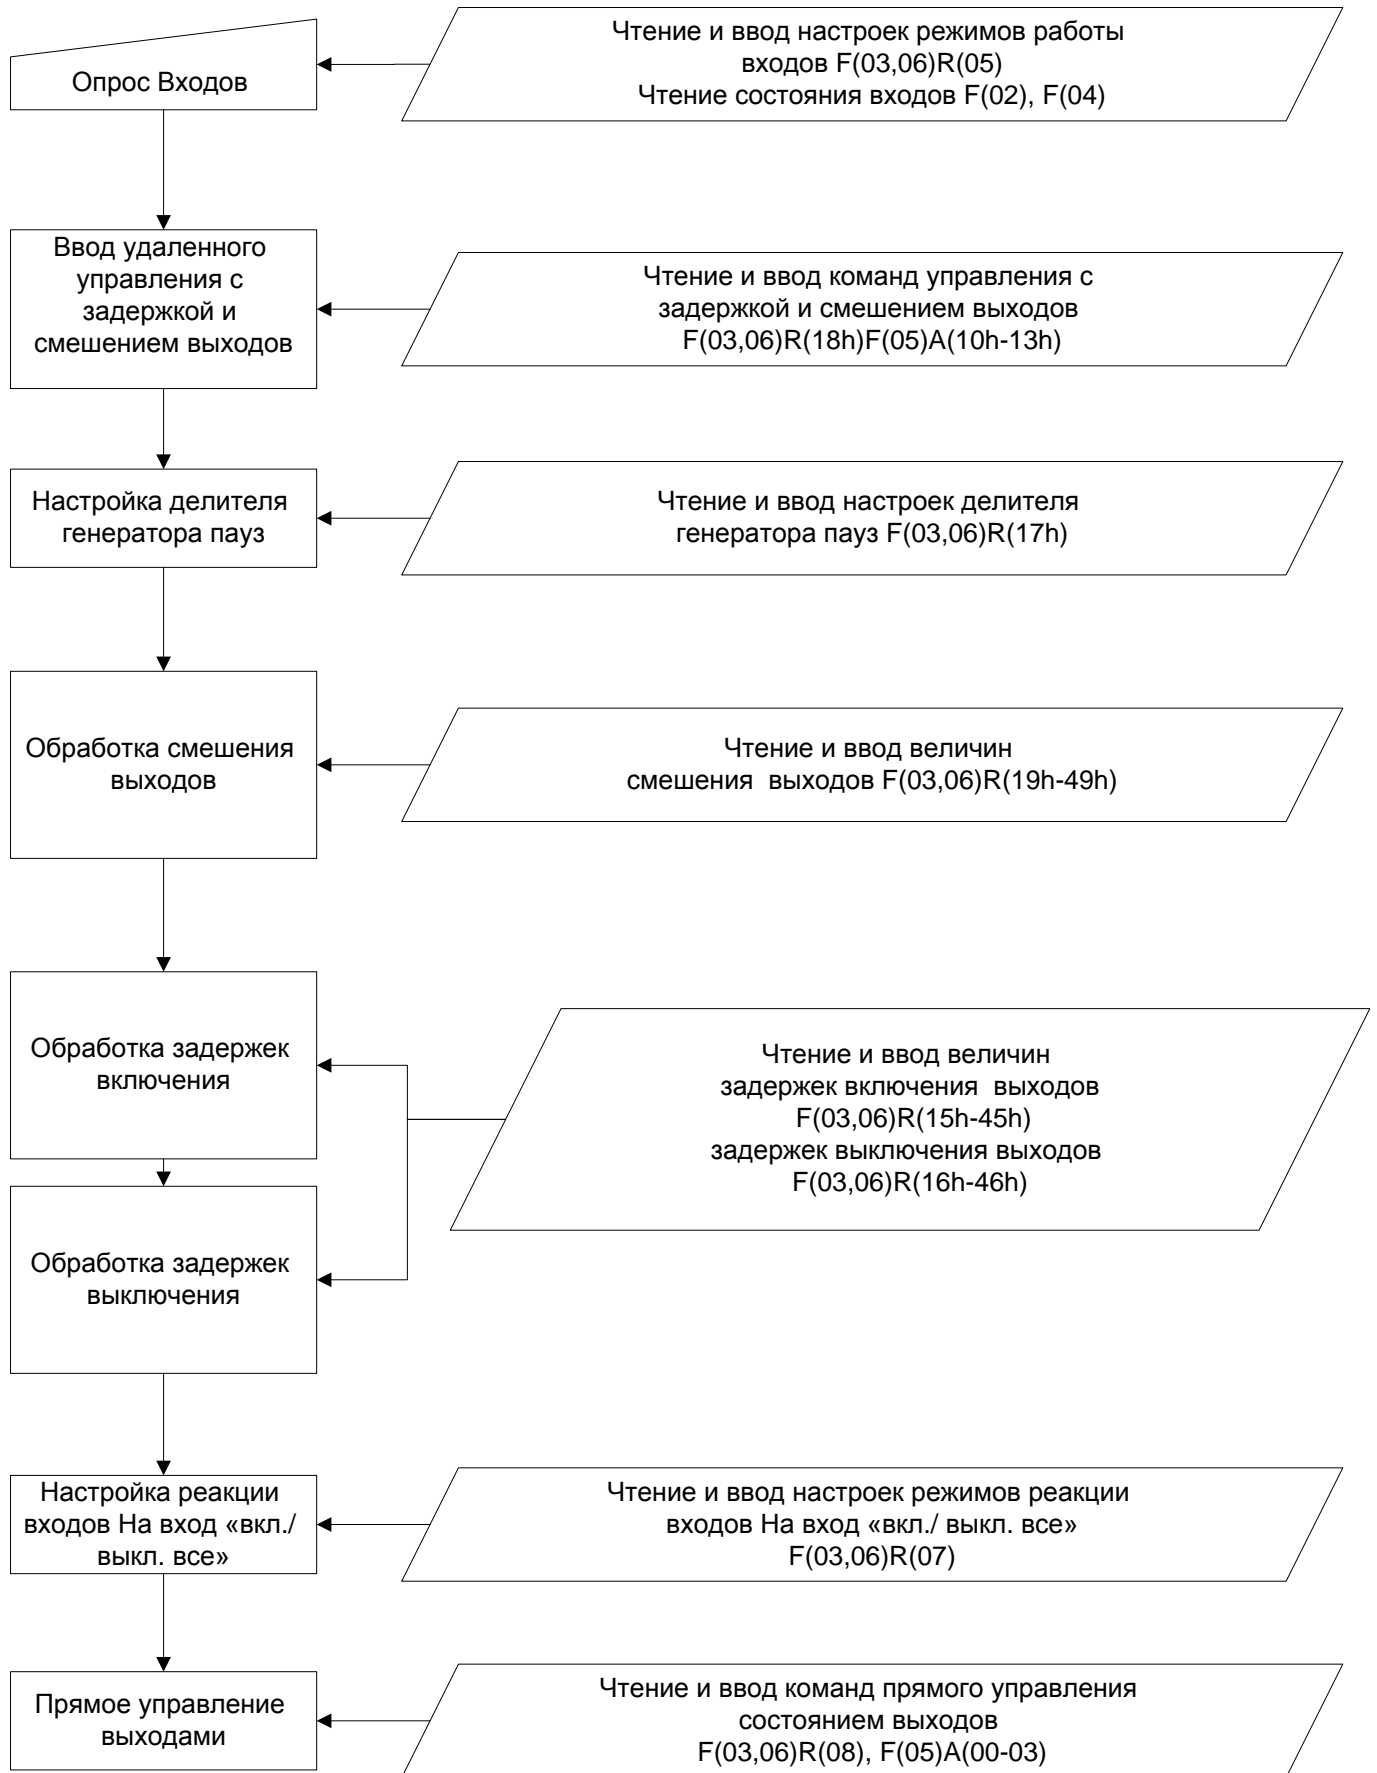 Опрос Входов
Чтение и ввод настроек режимов работы
входов F(03,06)R(05)
Чтение состояния входов F(02), F(04)
Ввод удаленного
управления с
задержкой и
смешением выходов
Чтение и ввод команд управления с
задержкой и смешением выходов
F(03,06)R(18h)F(05)A(10h-13h)
Настройка делителя
генератора пауз
Чтение и ввод настроек делителя
генератора пауз F(03,06)R(17h)
Обработка смешения
выходов
Чтение и ввод величин
смешения выходов F(03,06)R(19h-49h)
Обработка задержек
включения
Чтение и ввод величин
задержек включения выходов
F(03,06)R(15h-45h)
задержек выключения выходов
F(03,06)R(16h-46h)
Обработка задержек
выключения
Настройка реакции
входов На вход «вкл./
выкл. все»
Чтение и ввод настроек режимов реакции
входов На вход «вкл./ выкл. все»
F(03,06)R(07)
Прямое управление
выходами
Чтение и ввод команд прямого управления
состоянием выходов
F(03,06)R(08), F(05)A(00-03)